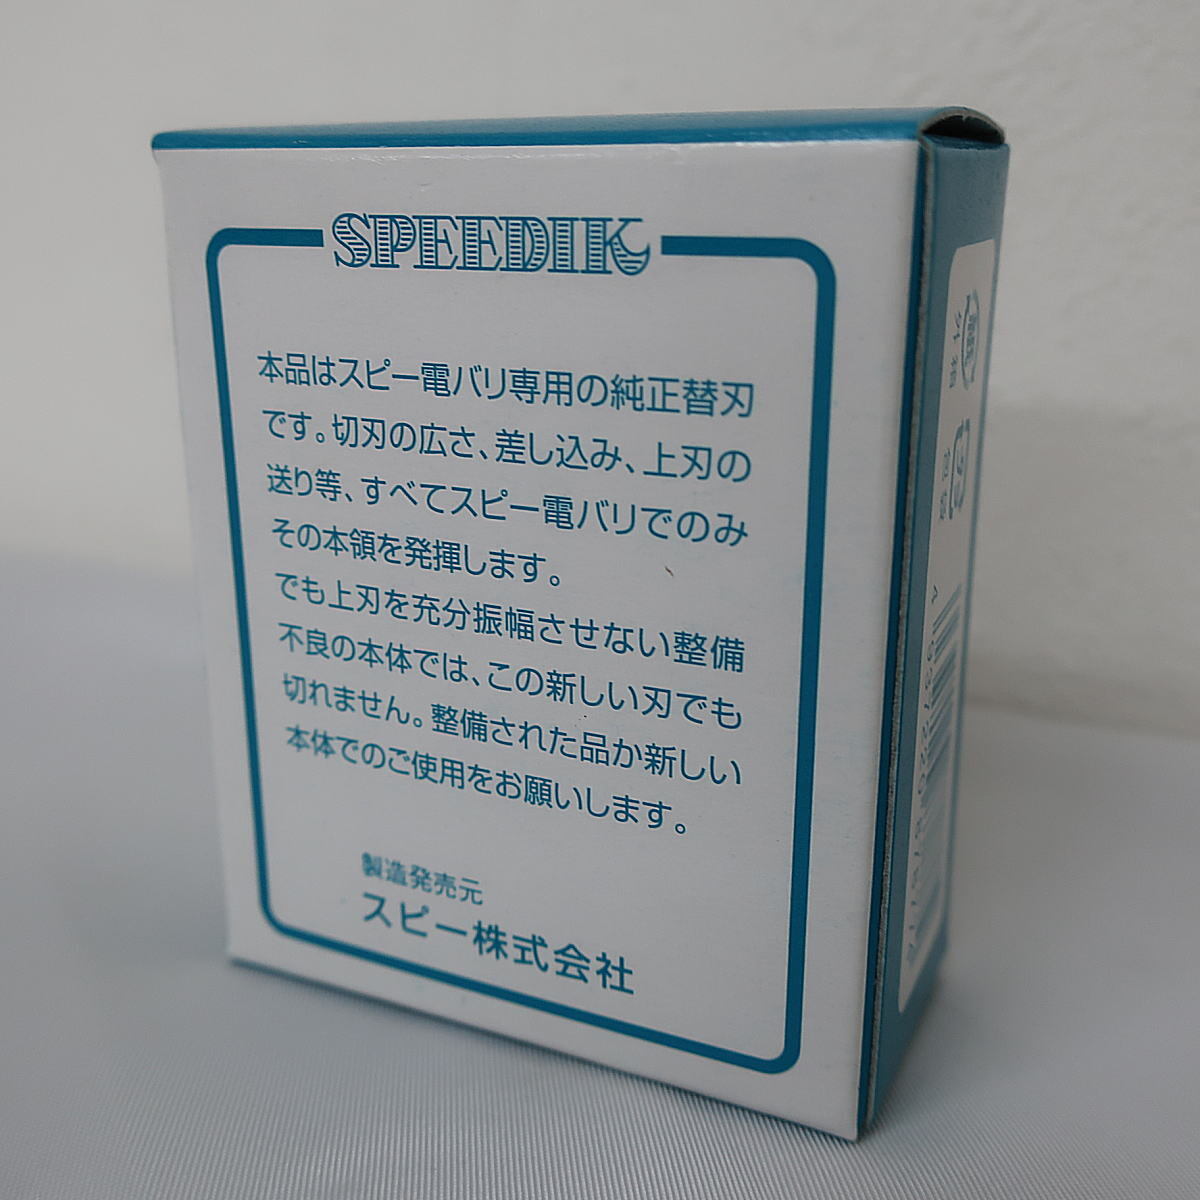 SPEEDIK
本品はスピー電バリ専用の純正替刃
です。切刃の広さ、差し込み、上刃の
送り等、すべてスピー電バリでのみ
その本領を発揮します。
でも上刃を充分振幅させない整備
不良の本体では、この新しい刃でも
切れません。整備された品か新しい
本体でのご使用をお願いします。
製造発売元
スピー株式会社